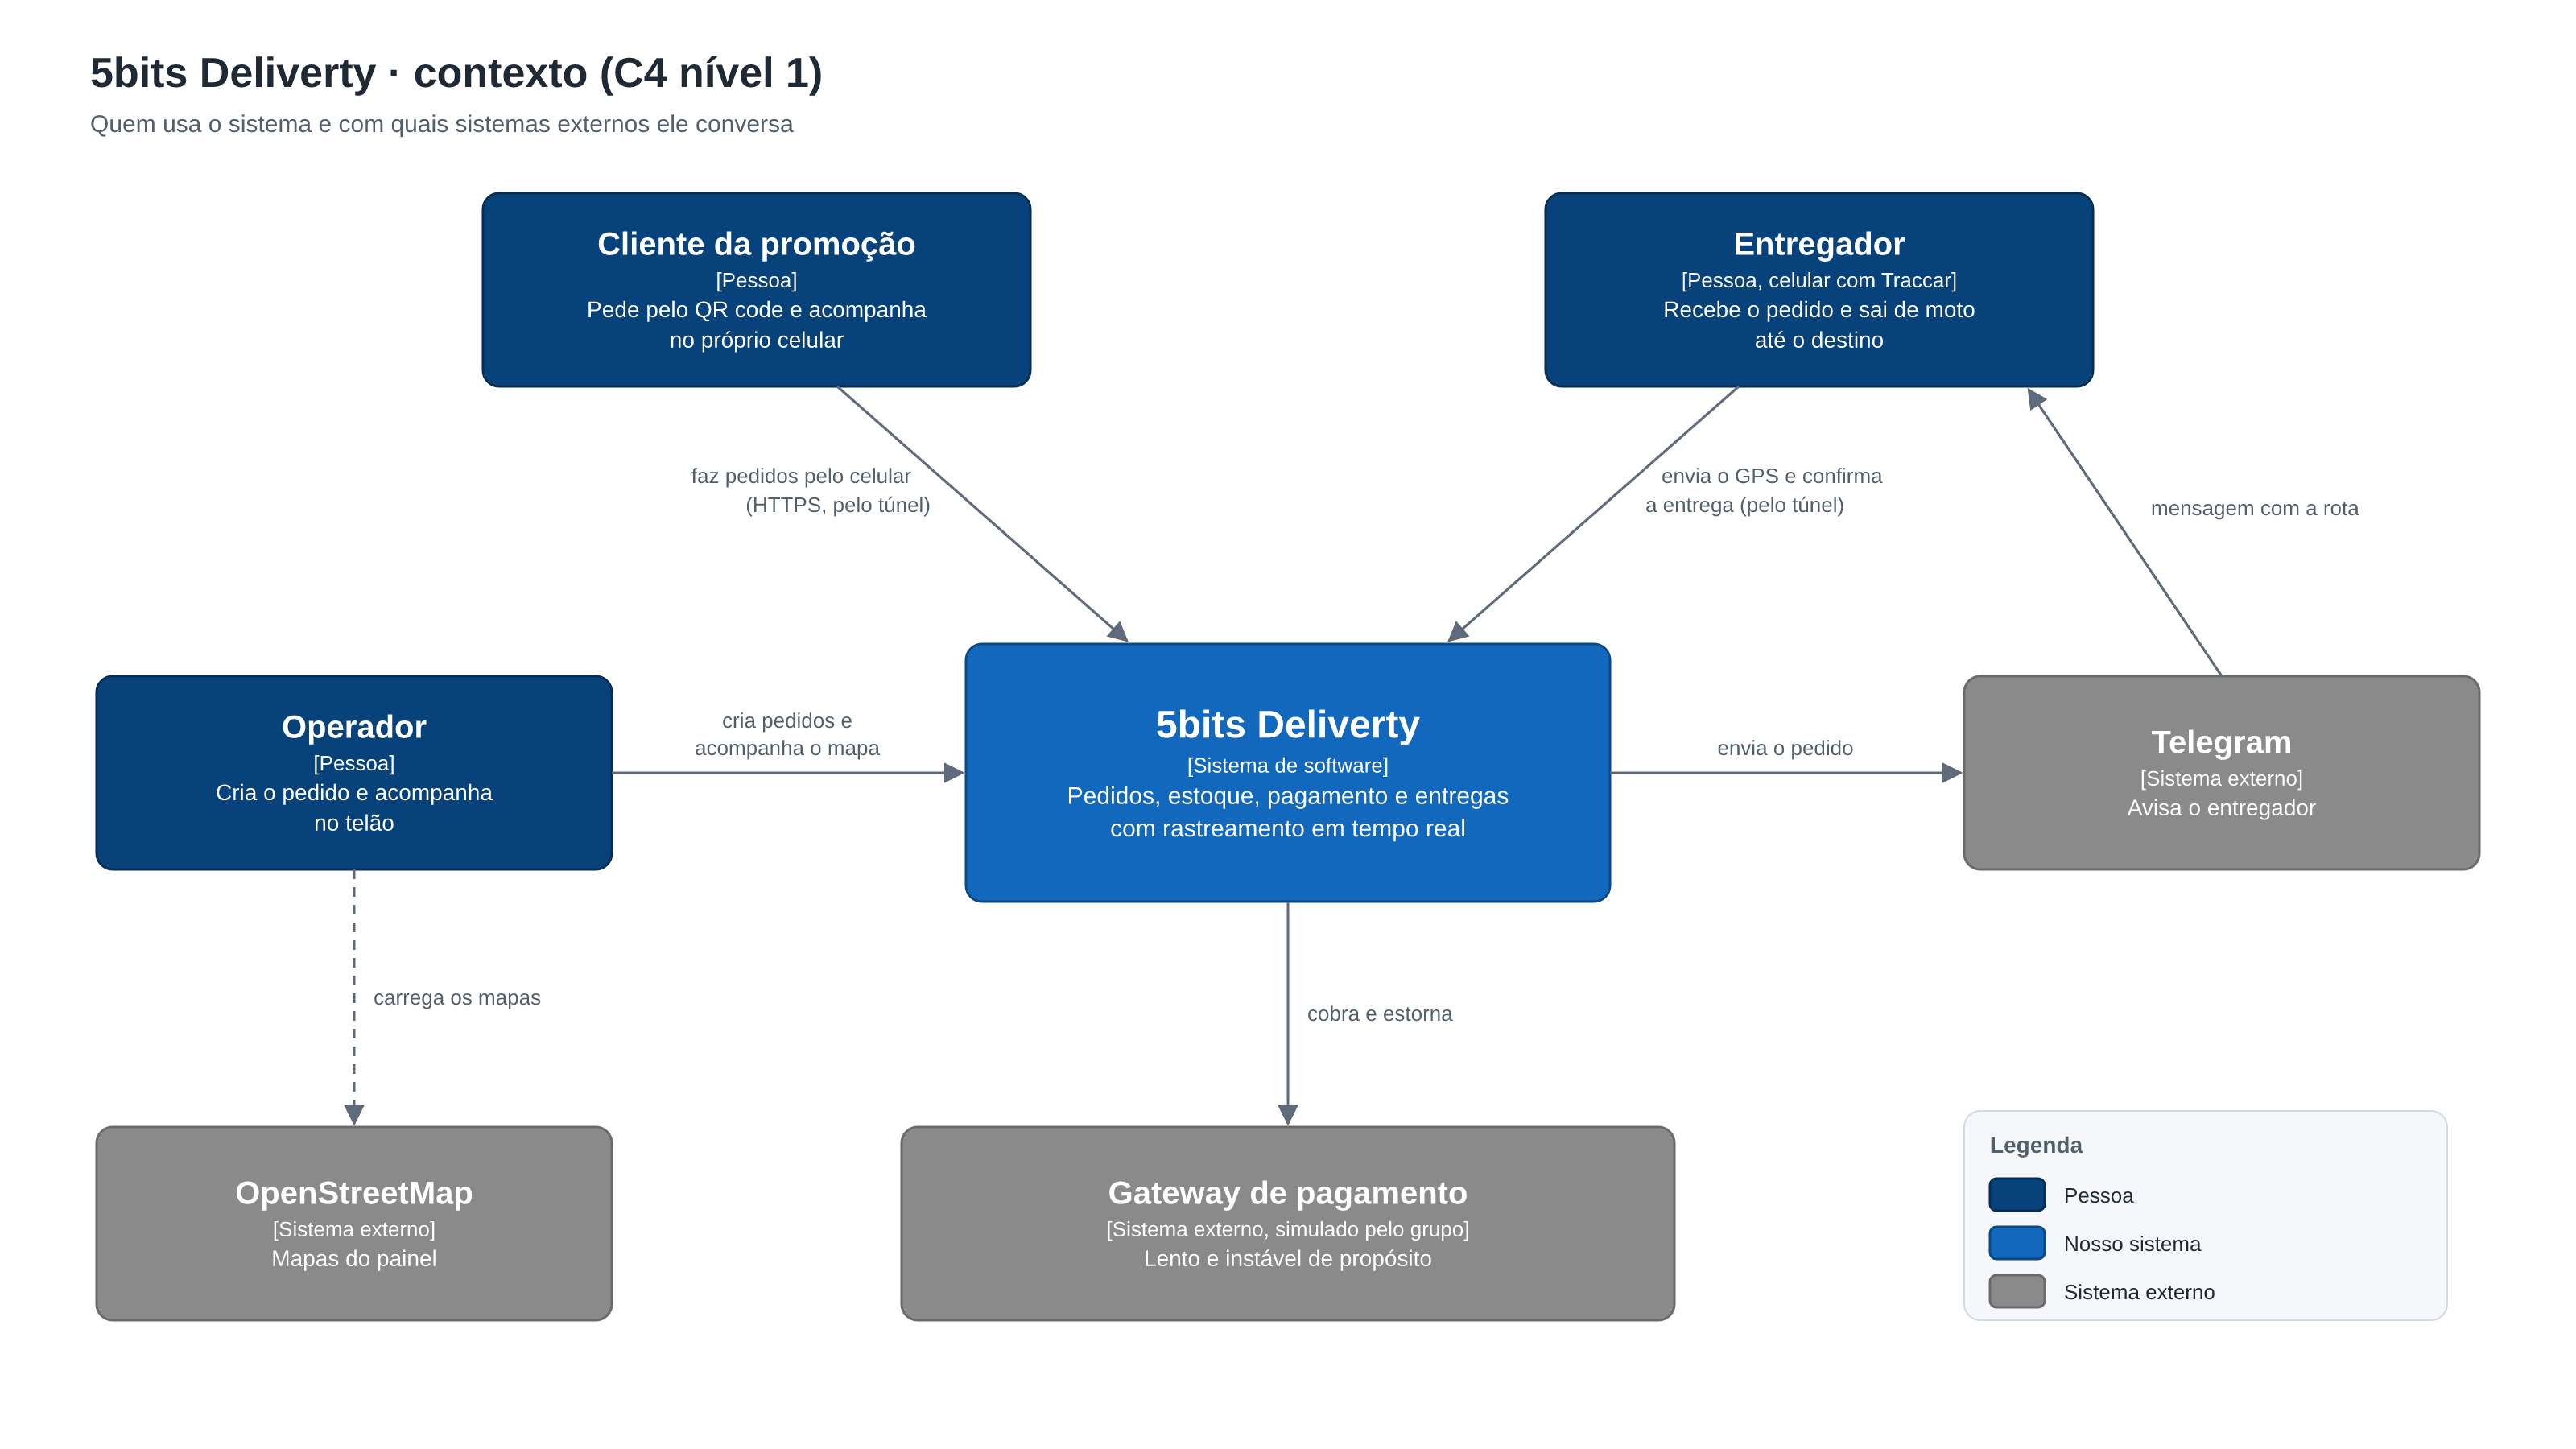 5bits Deliverty · contexto (C4 nível 1)
Quem usa o sistema e com quais sistemas externos ele conversa
Cliente da promoção
[Pessoa]
Pede pelo QR code e acompanha
no próprio celular
Entregador
[Pessoa, celular com Traccar]
Recebe o pedido e sai de moto
até o destino
faz pedidos pelo celular
(HTTPS, pelo túnel)
envia o GPS e confirma
a entrega (pelo túnel)
mensagem com a rota
Operador
[Pessoa]
Cria o pedido e acompanha
no telão
cria pedidos e
acompanha o mapa
5bits Deliverty
[Sistema de software]
Pedidos, estoque, pagamento e entregas
com rastreamento em tempo real
envia o pedido
Telegram
[Sistema externo]
Avisa o entregador
carrega os mapas
cobra e estorna
OpenStreetMap
[Sistema externo]
Mapas do painel
Gateway de pagamento
[Sistema externo, simulado pelo grupo]
Lento e instável de propósito
Legenda
Pessoa
Nosso sistema
Sistema externo